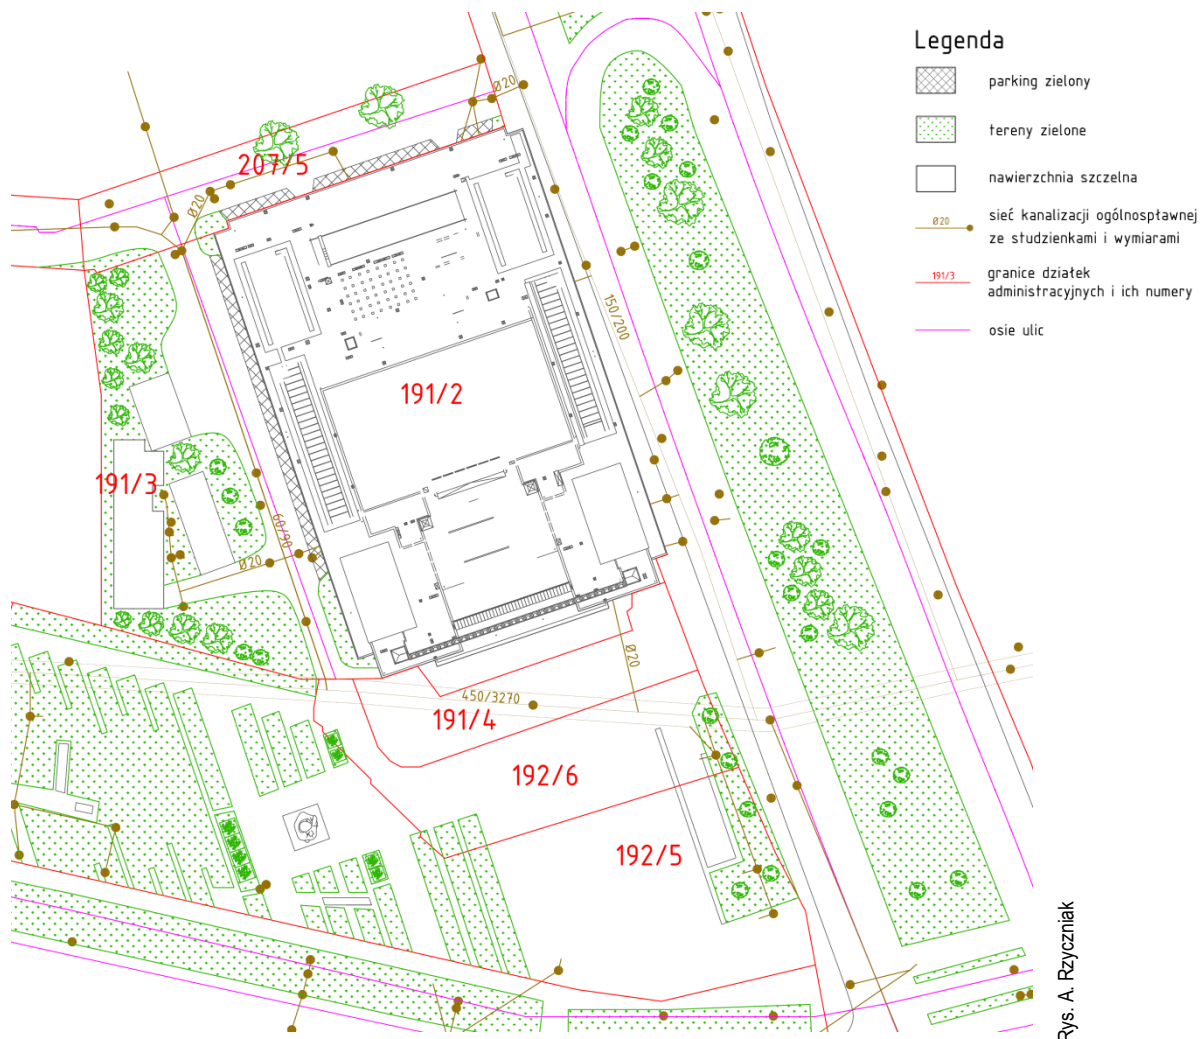 Legenda
parking zielony
tereny zielone
nawierzchnia szczelna
Ø20
sieć kanalizacji ogólnospławnej
ze studzienkami i wymiarami
191/3
granice działek
administracyjnych i ich numery
osie ulic
Ø20
207/5
Ø20
150/200
191/2
191/3
60/90
Ø20
Ø20
450/3270
191/4
192/6
192/5
Rys. A. Rzyczniak